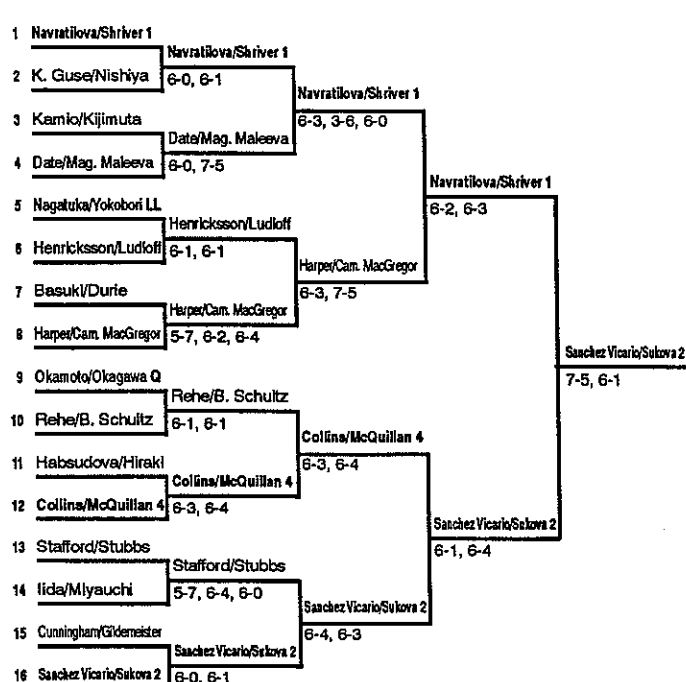 1 Navratilova/Shriver 1
2 K. Guse/Nishiya
3 Kamio/Kijimuta
4 Date/Mag. Maleeva
5 Nagatuka/Yokobori LL
6 Henricksson/Ludloff
7 Basuki/Durie
8 Harper/Cam. MacGregor
9 Okamoto/Okagawa Q
10 Rehe/B. Schultz
11 Habsudova/Hiraki
12 Collins/McQuillan 4
13 Stafford/Stubbs
14 Iida/Miyauchi
15 Cunningham/Gildemeister
16 Sanchez Vicario/Sukova 2
Navratilova/Shriver 1
6-0, 6-1
Date/Mag. Maleeva
6-0, 7-5
Henricksson/Ludloff
6-1, 6-1
Harper/Cam. MacGregor
5-7, 6-2, 6-4
Rehe/B. Schultz
6-1, 6-1
Collins/McQuillan 4
6-3, 6-4
Stafford/Stubbs
5-7, 6-4, 6-0
Sanchez Vicario/Sukova 2
6-0, 6-1
Navratilova/Shriver 1
6-3, 3-6, 6-0
Harper/Cam. MacGregor
6-3, 7-5
Collins/McQuillan 4
6-3, 6-4
Sanchez Vicario/Sukova 2
6-4, 6-3
Navratilova/Shriver 1
6-2, 6-3
Sanchez Vicario/Sukova 2
6-1, 6-4
Sanchez Vicario/Sukova 2
7-5, 6-1